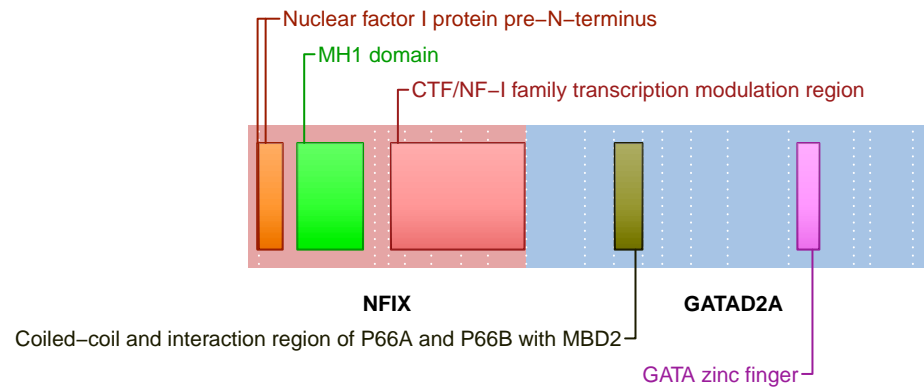 Nuclear factor I protein pre−N−terminus
MH1 domain
CTF/NF−I family transcription modulation region
NFIX
GATAD2A
Coiled−coil and interaction region of P66A and P66B with MBD2
GATA zinc finger